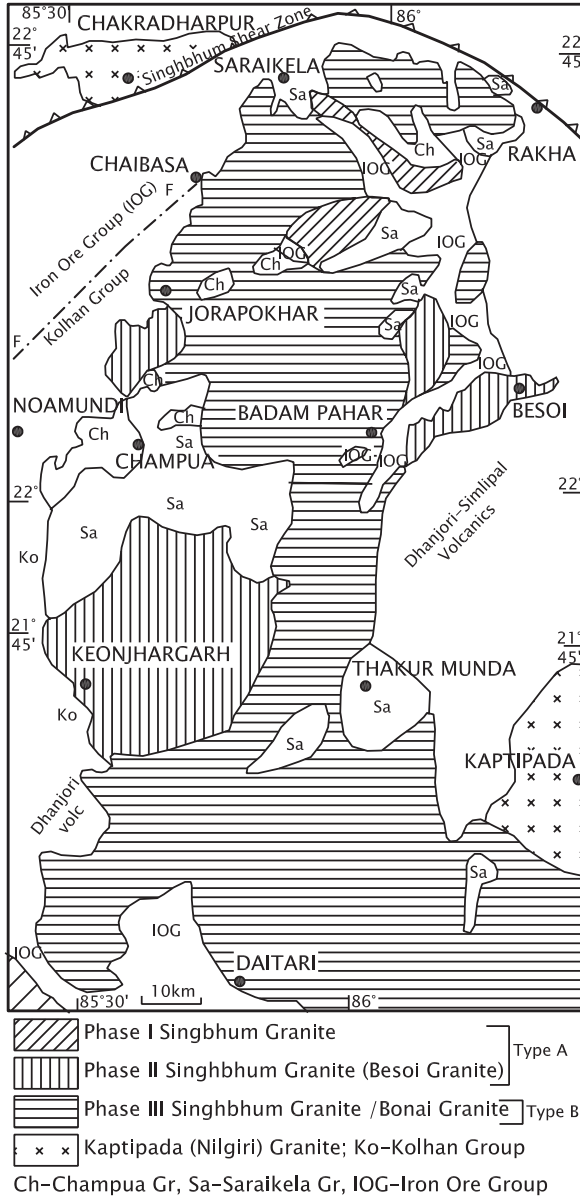 85°30'
CHAKRADHARPUR
86°
22°
45'
22°
45'
Singhbhum Shear Zone
SARAIKELA
Sa
Sa
Sa
Ch
IOG
IOG
RAKHA
CHAIBASA
F
Iron Ore Group (IOG)
Kolhan Group
F
Sa
IOG
IOG
Ch
Ch
Sa
JORAPOKHAR
Sa
IOG
IOG
Ch
NOAMUNDI
BADAM PAHAR
BESOI
Ch
Ch
Sa
CHAMPUA
IOG
IOG
22°
22°
Sa
Sa
Sa
Ko
Dhanjori-Simlipal
Volcanics
21°
45'
21°
45'
KEONJHARGARH
THAKUR MUNDA
Sa
Ko
Sa
KAPTIPADA
Dhanjori
volc
Sa
IOG
IOG
DAITARI
85°30'
10km
86°
Phase I Singbhum Granite
Phase II Singhbhum Granite (Besoi Granite)
Type A
Phase III Singhbhum Granite /Bonai Granite
Type B
Kaptipada (Nilgiri) Granite; Ko-Kolhan Group
Ch-Champua Gr, Sa-Saraikela Gr, IOG-Iron Ore Group